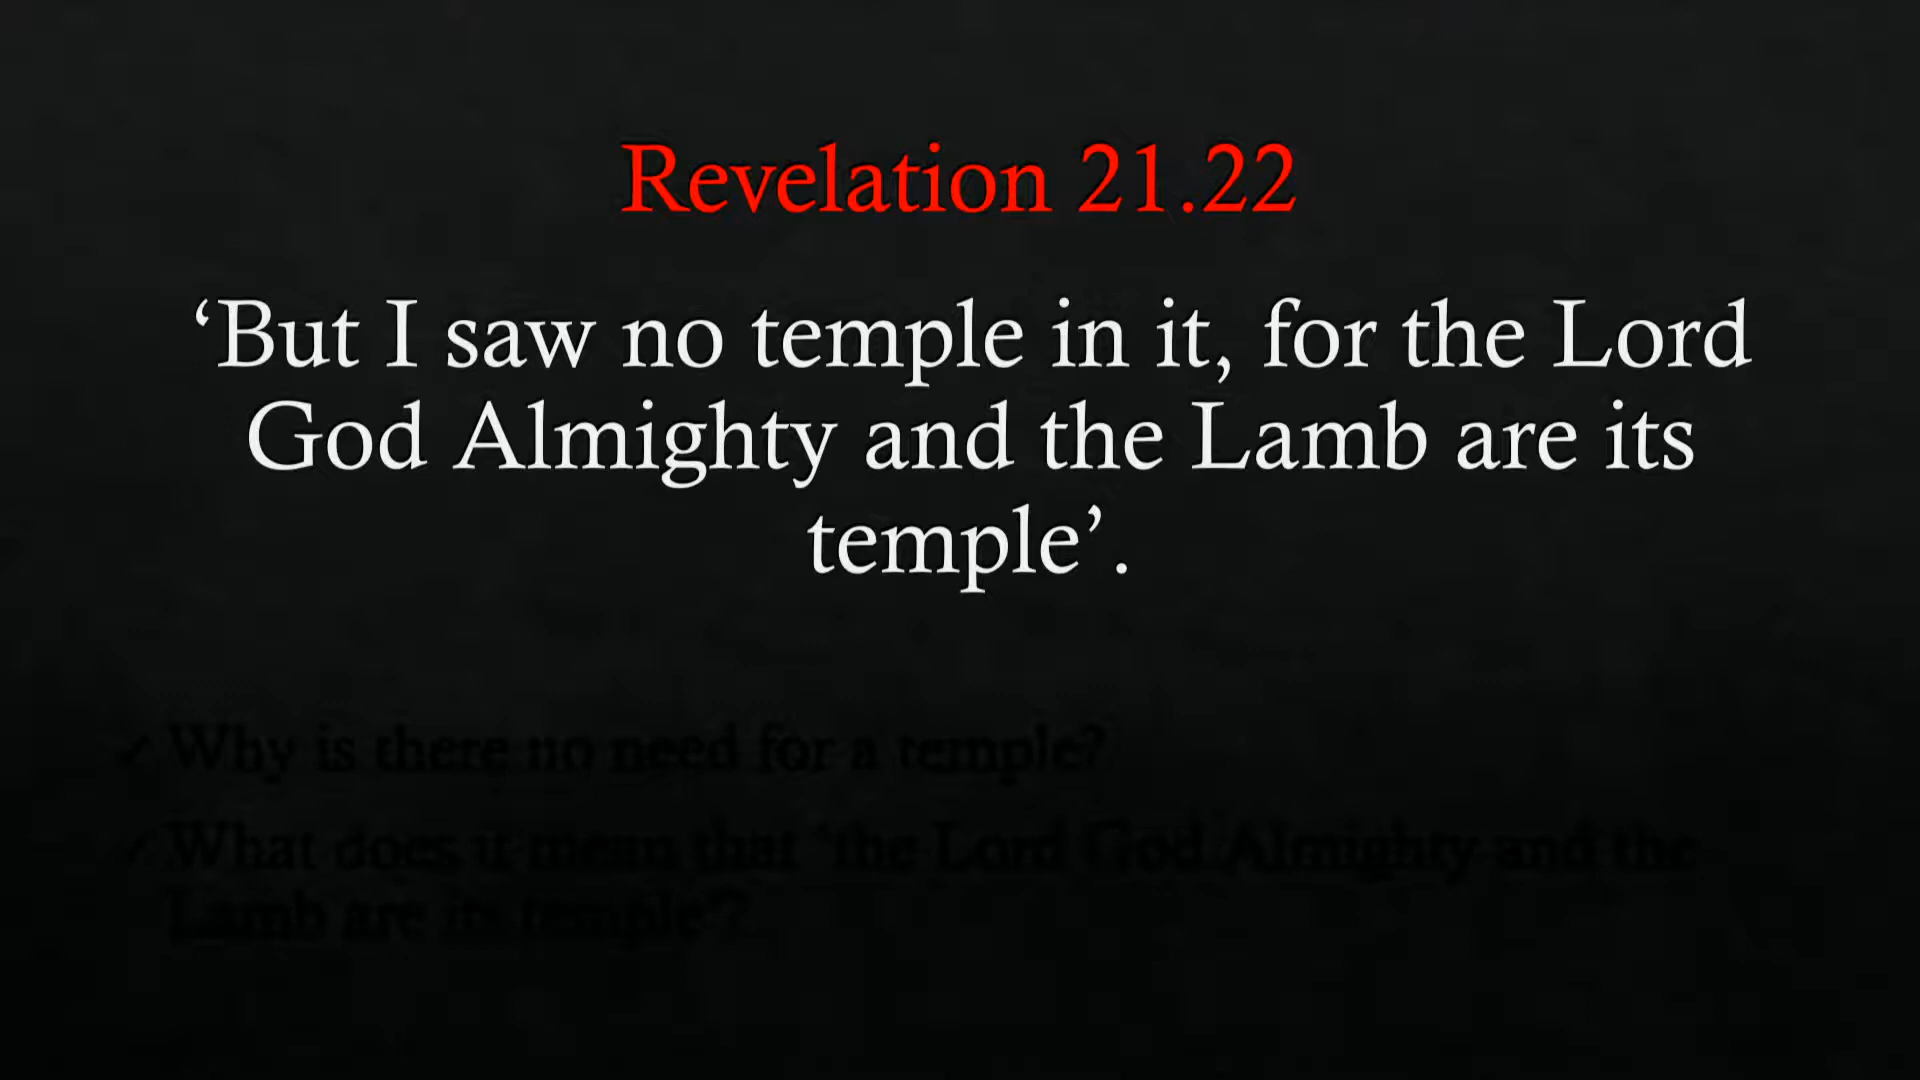 Revelation 21.22
‘But I saw no temple in it, for the Lord
God Almighty and the Lamb are its
temple’.
✓ Why is there no need for a temple?
✓ What does it mean that ‘the Lord God Almighty and the
Lamb are its temple’?